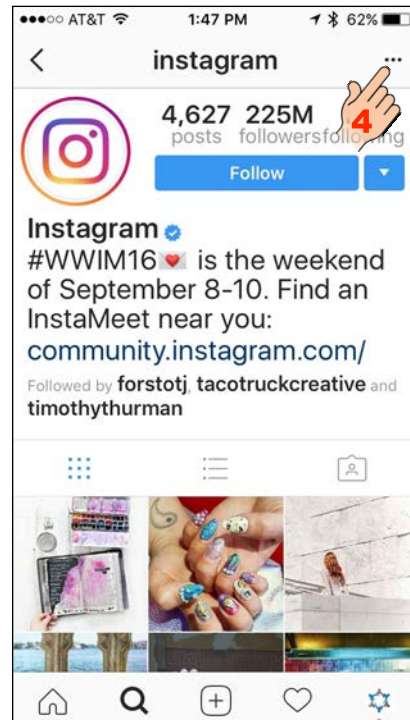 AT&T 1:47 PM 62%
instagram ...
4,627 225M
posts followers following
4
Follow
Instagram
#WWIM16💌 is the weekend
of September 8-10. Find an
InstaMeet near you:
community.instagram.com/
Followed by forstotj, tacotruckcreative and
timothythurman